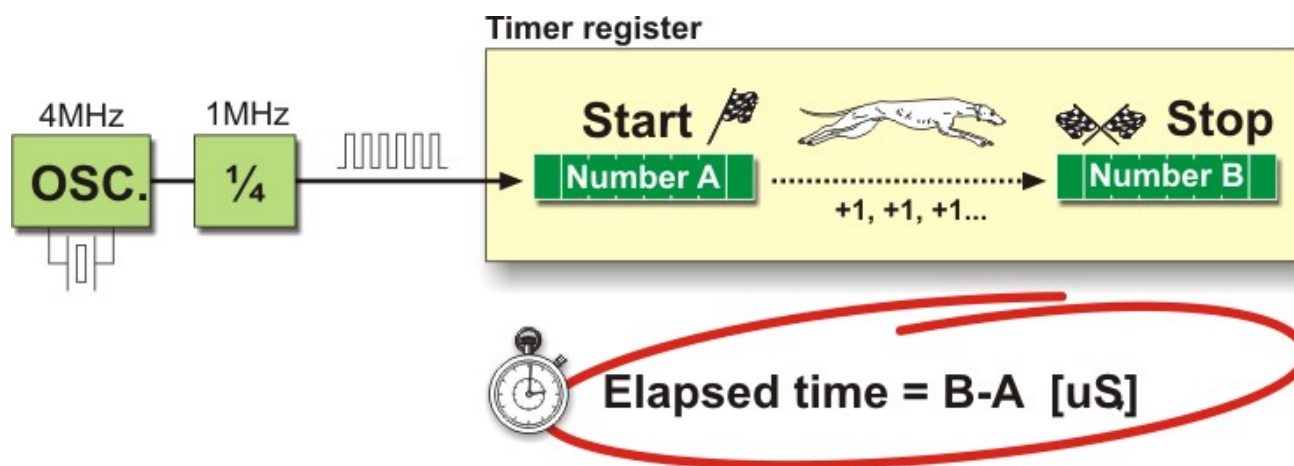 Timer register
4MHz
1MHz
OSC.
¼
Start
Stop
Number A
Number B
+1, +1, +1...
Elapsed time = B-A [uS]